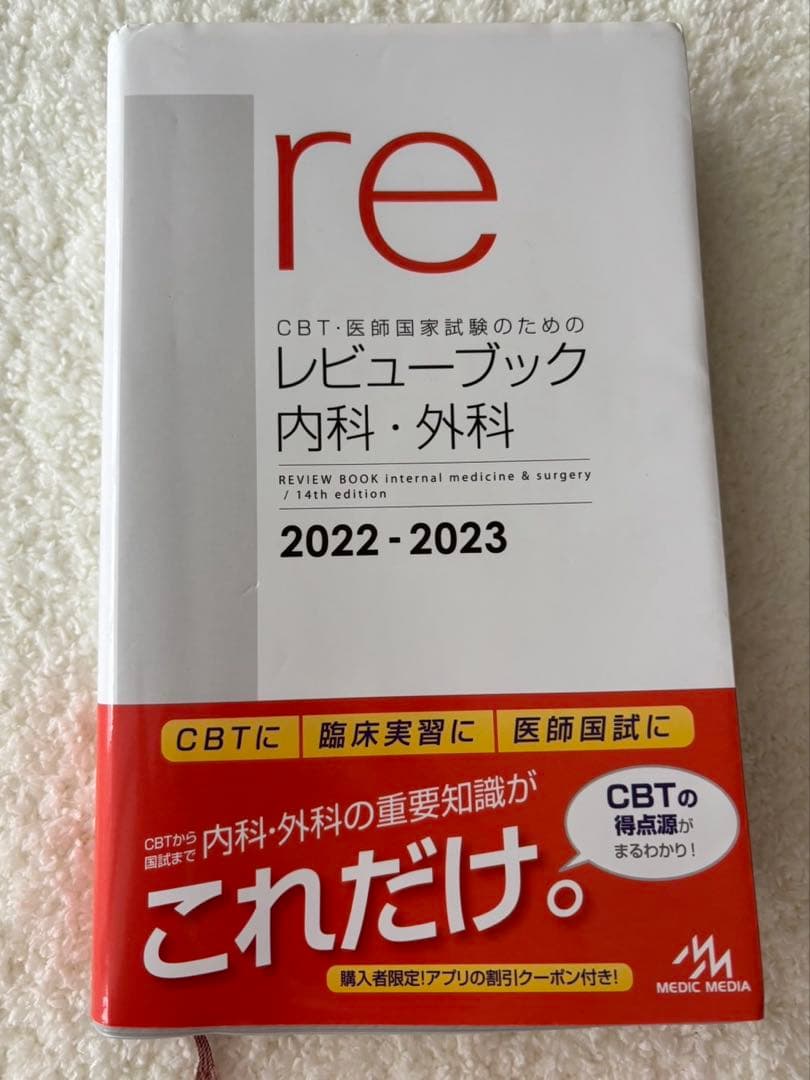 re
CBT・医師国家試験のための
レビューブック
内科・外科
REVIEW BOOK internal medicine & surgery
/ 14th edition
2022-2023
CBTに 臨床実習に 医師国試に
CBTから
国試まで
内科・外科の重要知識が
これだけ。
CBTの
得点源が
まるわかり!
購入者限定!アプリの割引クーポン付き!
MEDIC MEDIA